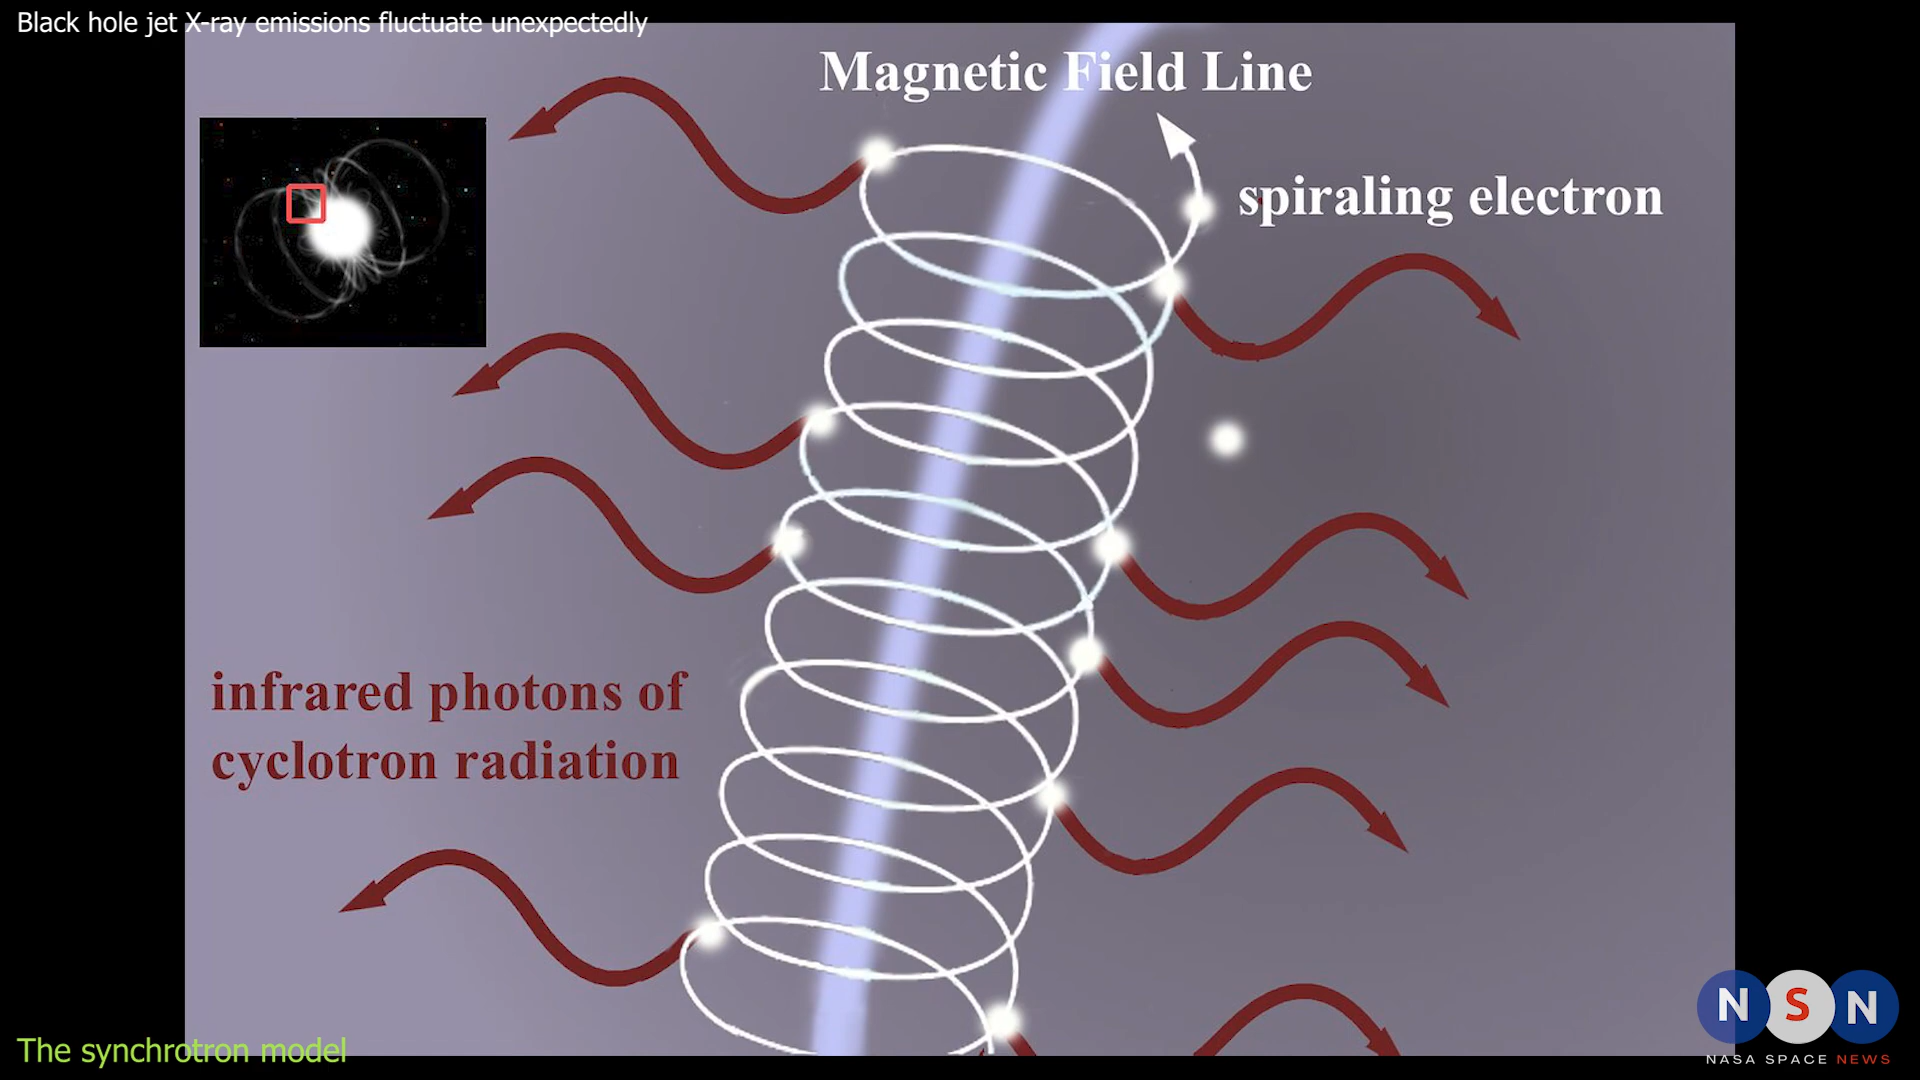 Black hole jet X-ray emissions fluctuate unexpectedly
Magnetic Field Line
spiraling electron
infrared photons of
cyclotron radiation
The synchrotron model
N S N
NASA SPACE NEWS